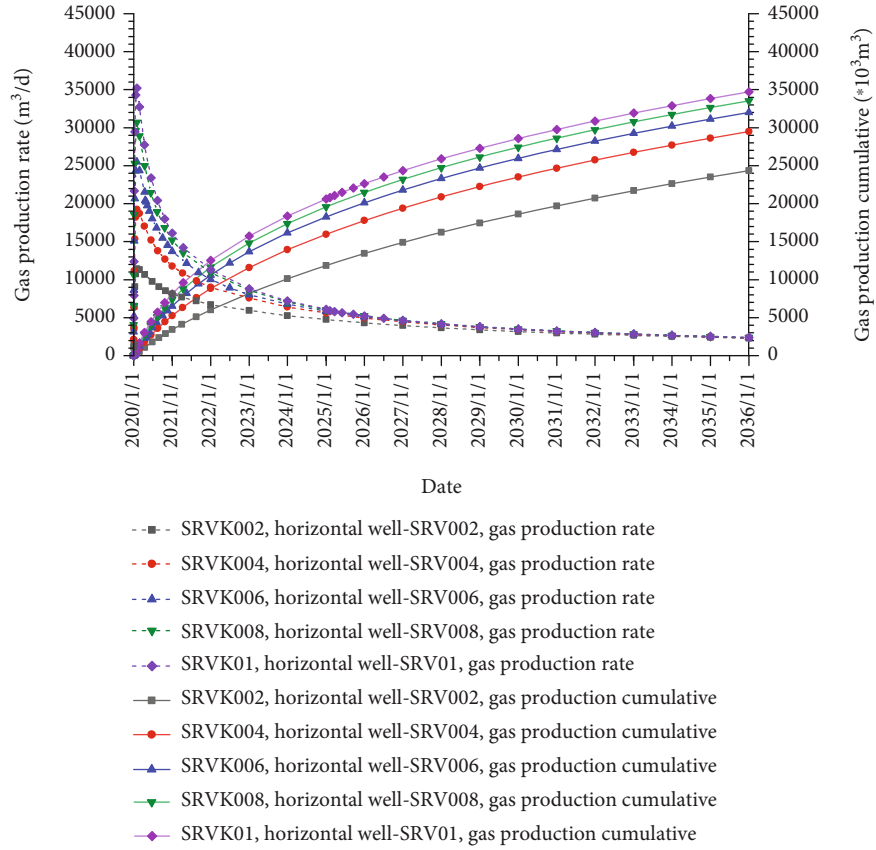 45000
40000
35000
30000
25000
20000
15000
10000
5000
0
Gas production rate (m³/d)
45000
40000
35000
30000
25000
20000
15000
10000
5000
0
Gas production cumulative (*10³m³)
2020/1/1
2021/1/1
2022/1/1
2023/1/1
2024/1/1
2025/1/1
2026/1/1
2027/1/1
2028/1/1
2029/1/1
2030/1/1
2031/1/1
2032/1/1
2033/1/1
2034/1/1
2035/1/1
2036/1/1
Date
SRVK002, horizontal well-SRV002, gas production rate
SRVK004, horizontal well-SRV004, gas production rate
SRVK006, horizontal well-SRV006, gas production rate
SRVK008, horizontal well-SRV008, gas production rate
SRVK01, horizontal well-SRV01, gas production rate
SRVK002, horizontal well-SRV002, gas production cumulative
SRVK004, horizontal well-SRV004, gas production cumulative
SRVK006, horizontal well-SRV006, gas production cumulative
SRVK008, horizontal well-SRV008, gas production cumulative
SRVK01, horizontal well-SRV01, gas production cumulative